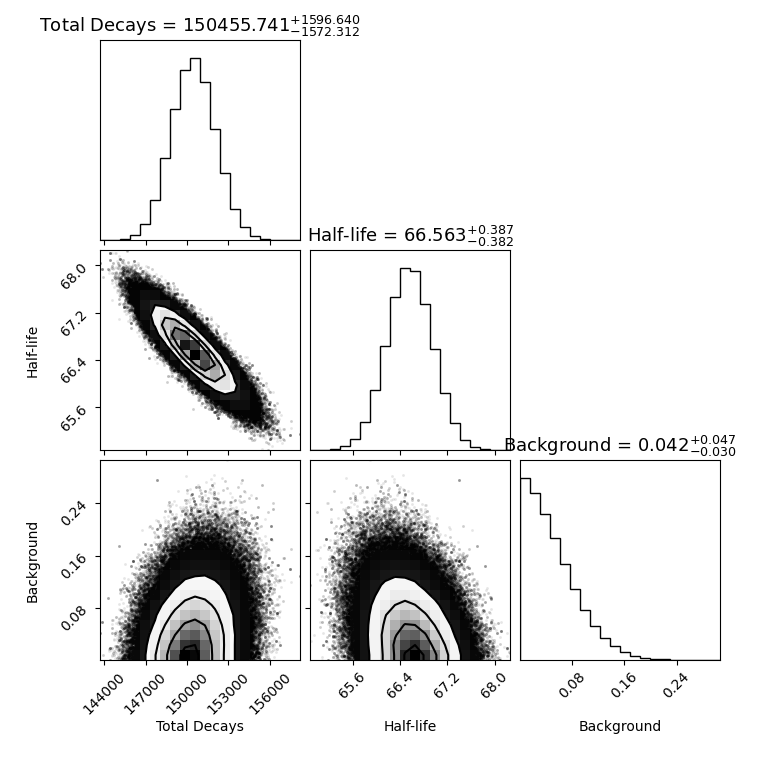 Total Decays = 150455.741+1596.640−1572.312
Half-life = 66.563+0.387−0.382
68.0
67.2
66.4
65.6
Half-life
Background = 0.042+0.047−0.030
0.24
0.16
0.08
Background
144000 147000 150000 153000 156000
65.6 66.4 67.2 68.0
0.08 0.16 0.24
Total Decays Half-life Background